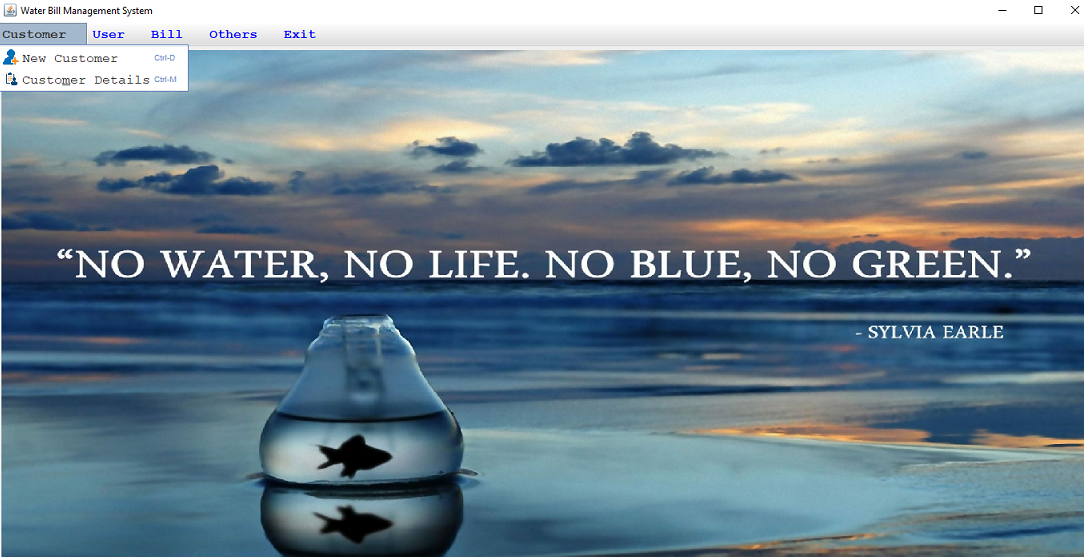 Water Bill Management System
Customer User Bill Others Exit
New Customer Ctrl-D
Customer Details Ctrl-M
“NO WATER, NO LIFE. NO BLUE, NO GREEN.”
- SYLVIA EARLE